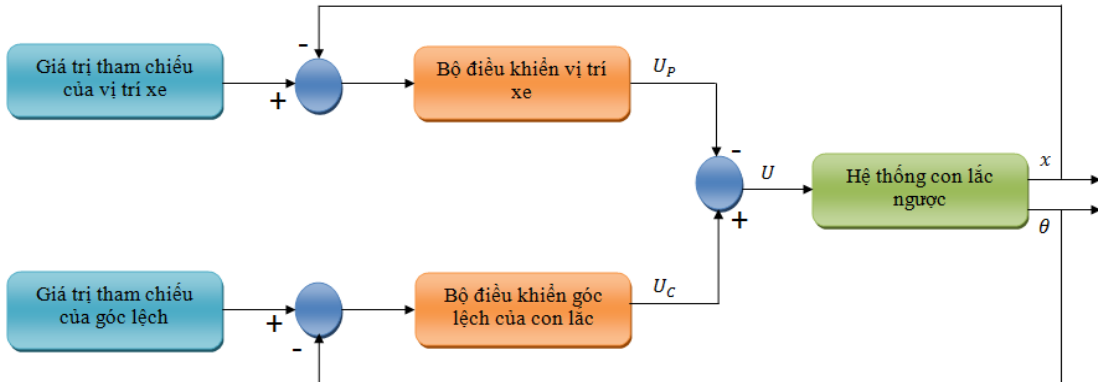 -
Giá trị tham chiếu
của vị trí xe
+
Bộ điều khiển vị trí
xe
U_P
-
+
U
Hệ thống con lắc
ngược
x
θ
Giá trị tham chiếu
của góc lệch
+
-
Bộ điều khiển góc
lệch của con lắc
U_C